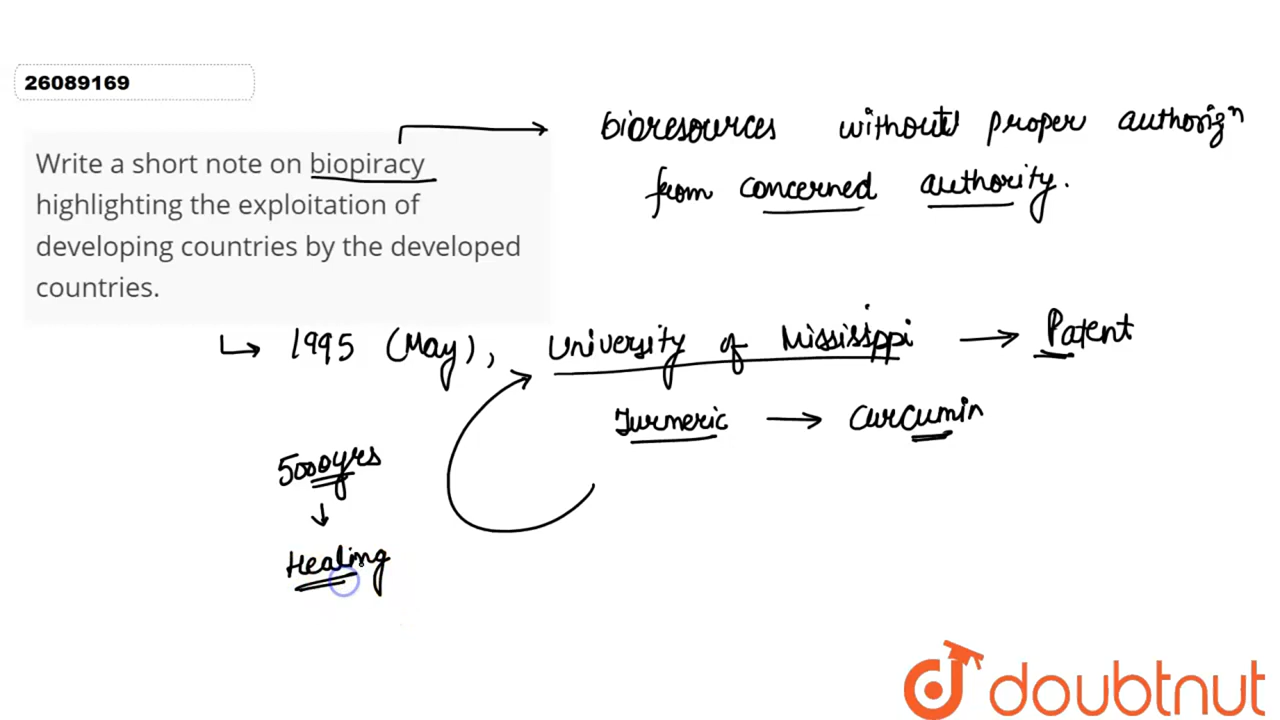 26089169
Write a short note on biopiracy
highlighting the exploitation of
developing countries by the developed
countries.
bioresources without proper authorizⁿ
from concerned authority.
↳ 1995 (May), University of Mississippi → Patent
Turmeric → Curcumin
5000yrs
↓
Healing
doubtnut